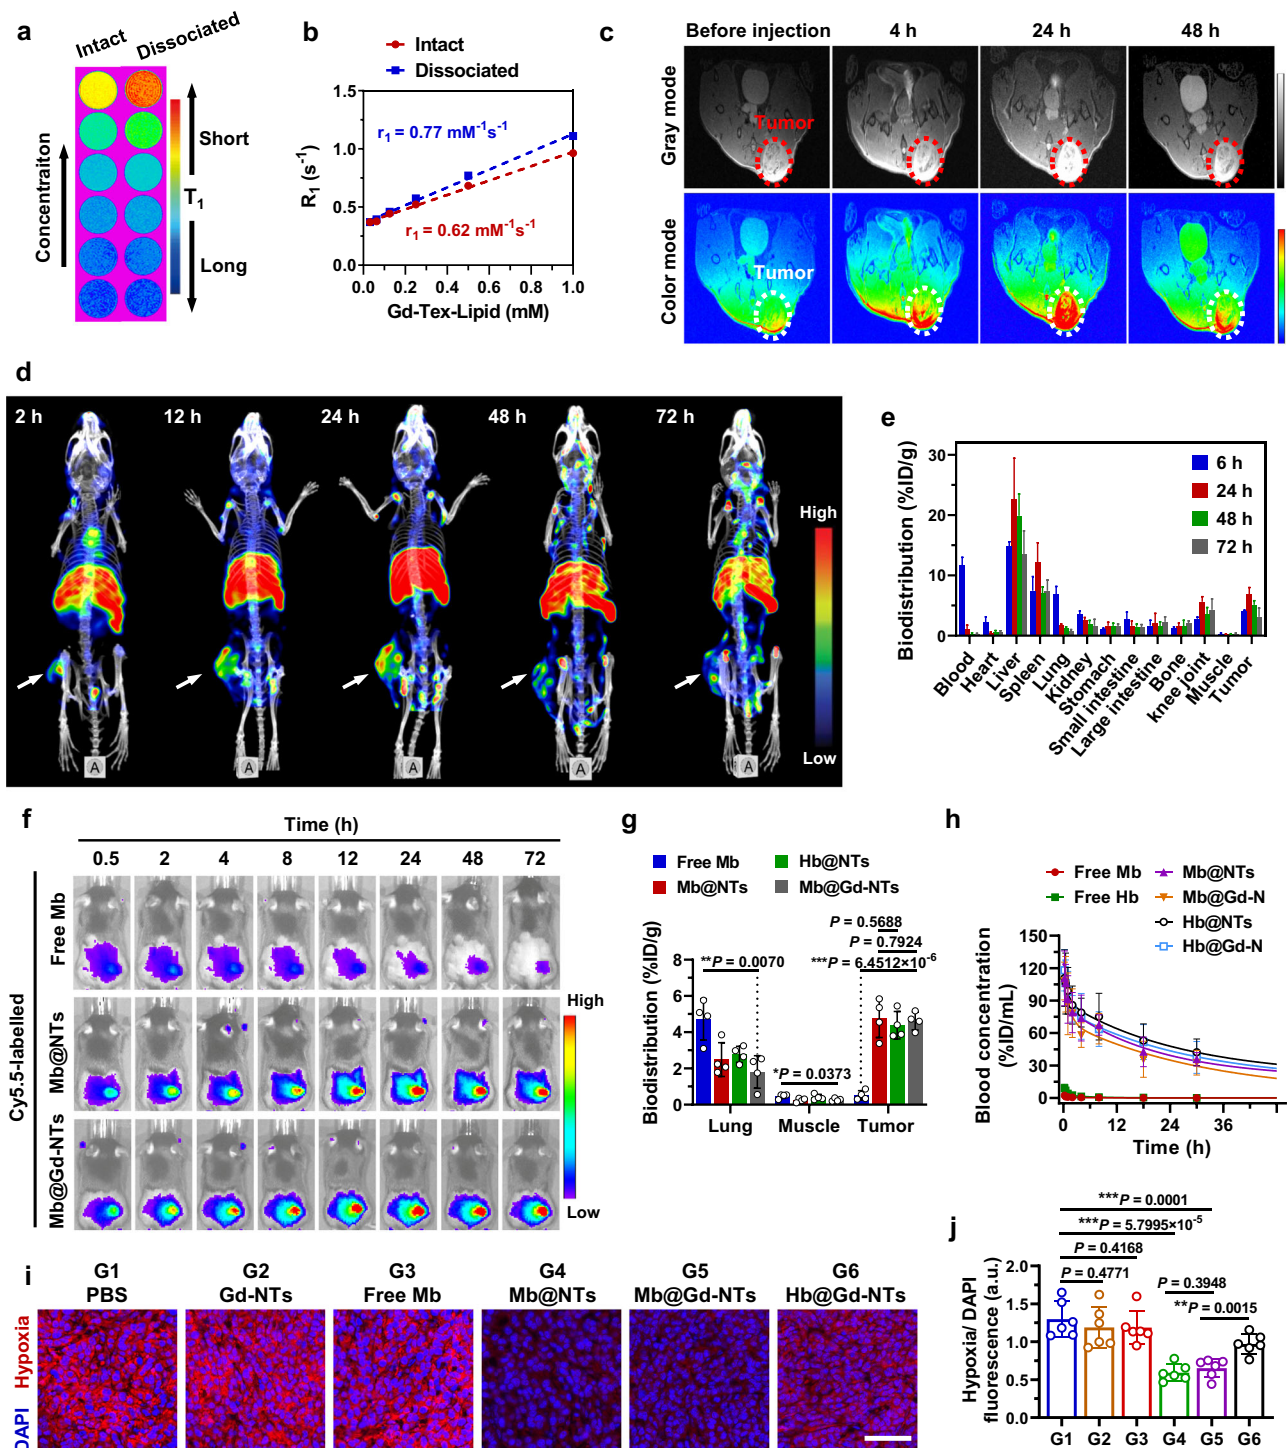 a
Intact
Dissociated
Concentraiton
Short
T1
Long
b
Intact
Dissociated
1.5
1.0
0.5
0.0
R1 (s-1)
r1 = 0.77 mM-1s-1
r1 = 0.62 mM-1s-1
0.0 0.2 0.4 0.6 0.8 1.0
Gd-Tex-Lipid (mM)
c
Before injection 4 h 24 h 48 h
Gray mode
Tumor
Color mode
Tumor
d
2 h 12 h 24 h 48 h 72 h
High
Low
A A A A A
e
Biodistribution (%ID/g)
30
20
10
0
6 h
24 h
48 h
72 h
Blood
Heart
Liver
Spleen
Lung
Kidney
Stomach
Small intestine
Large intestine
Bone
knee joint
Muscle
Tumor
f
Time (h)
0.5 2 4 8 12 24 48 72
Cy5.5-labelled
Free Mb
Mb@NTs
Mb@Gd-NTs
High
Low
g
Free Mb Hb@NTs
Mb@NTs Mb@Gd-NTs
Biodistribution (%ID/g)
8
6
4
2
0
P = 0.5688
P = 0.7924
***P = 6.4512×10-6
**P = 0.0070
*P = 0.0373
Lung Muscle Tumor
h
Free Mb Mb@NTs
Free Hb Mb@Gd-N
Hb@NTs
Hb@Gd-N
Blood concentration
(%ID/mL)
150
120
90
60
30
0
0 12 24 36
Time (h)
i
G1 G2 G3 G4 G5 G6
PBS Gd-NTs Free Mb Mb@NTs Mb@Gd-NTs Hb@Gd-NTs
DAPI Hypoxia
j
***P = 0.0001
***P = 5.7995×10-5
P = 0.4168
P = 0.4771
P = 0.3948
**P = 0.0015
Hypoxia/ DAPI
fluorescence (a.u.)
2.0
1.5
1.0
0.5
0.0
G1 G2 G3 G4 G5 G6